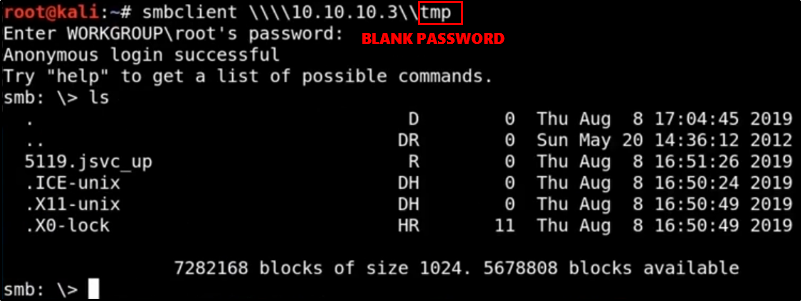 root@kali:~# smbclient \\\\10.10.10.3\\tmp
Enter WORKGROUP\root's password: BLANK PASSWORD
Anonymous login successful
Try "help" to get a list of possible commands.
smb: \> ls
. D 0 Thu Aug 8 17:04:45 2019
.. DR 0 Sun May 20 14:36:12 2012
5119.jsvc_up R 0 Thu Aug 8 16:51:26 2019
.ICE-unix DH 0 Thu Aug 8 16:50:24 2019
.X11-unix DH 0 Thu Aug 8 16:50:49 2019
.X0-lock HR 11 Thu Aug 8 16:50:49 2019
7282168 blocks of size 1024. 5678808 blocks available
smb: \>